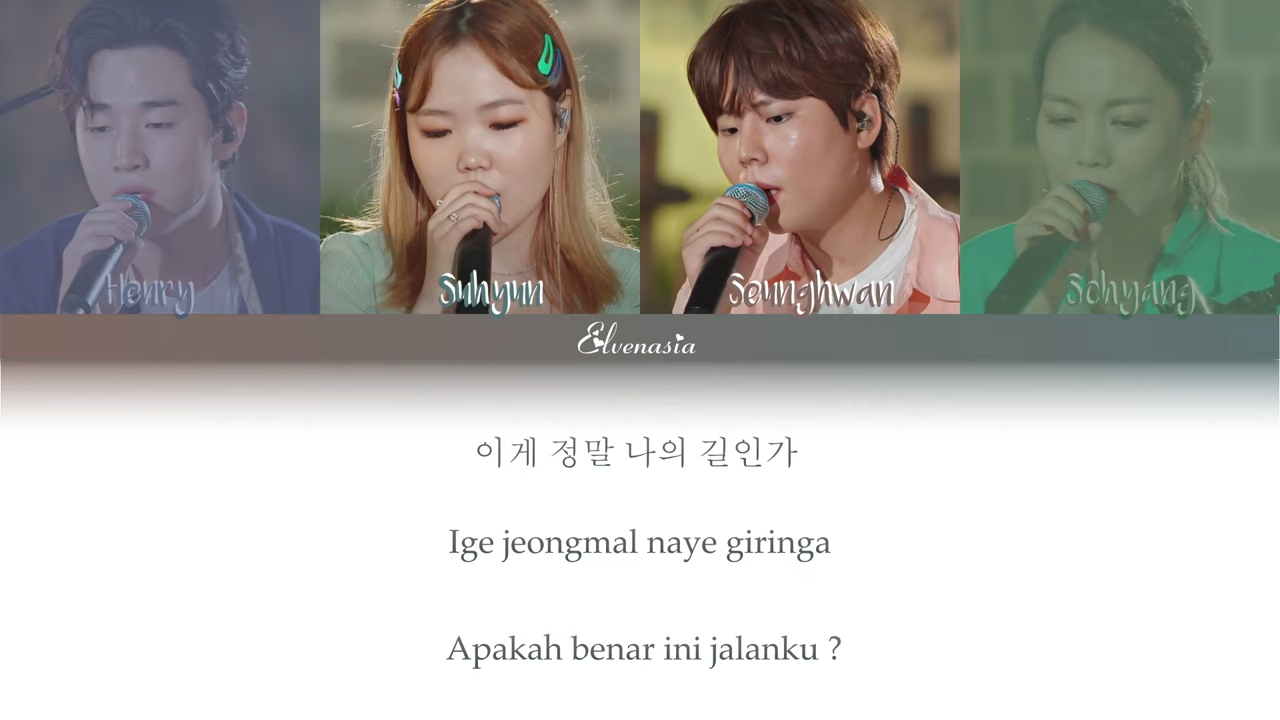 Henry
Suhyun
Seunghwan
Sohyang
Elvenasia
이게 정말 나의 길인가
Ige jeongmal naye giringa
Apakah benar ini jalanku ?